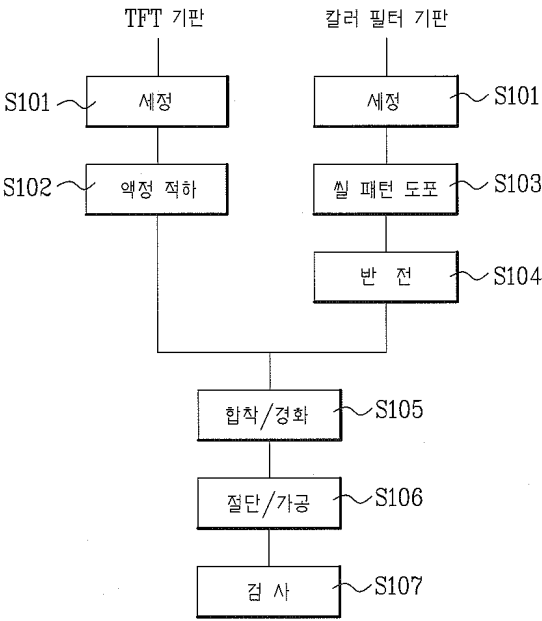 TFT 기판
칼러 필터 기판
S101
세정
세정
S101
S102
액정 적하
씰 패턴 도포
S103
반 전
S104
합착/경화
S105
절단/가공
S106
검 사
S107